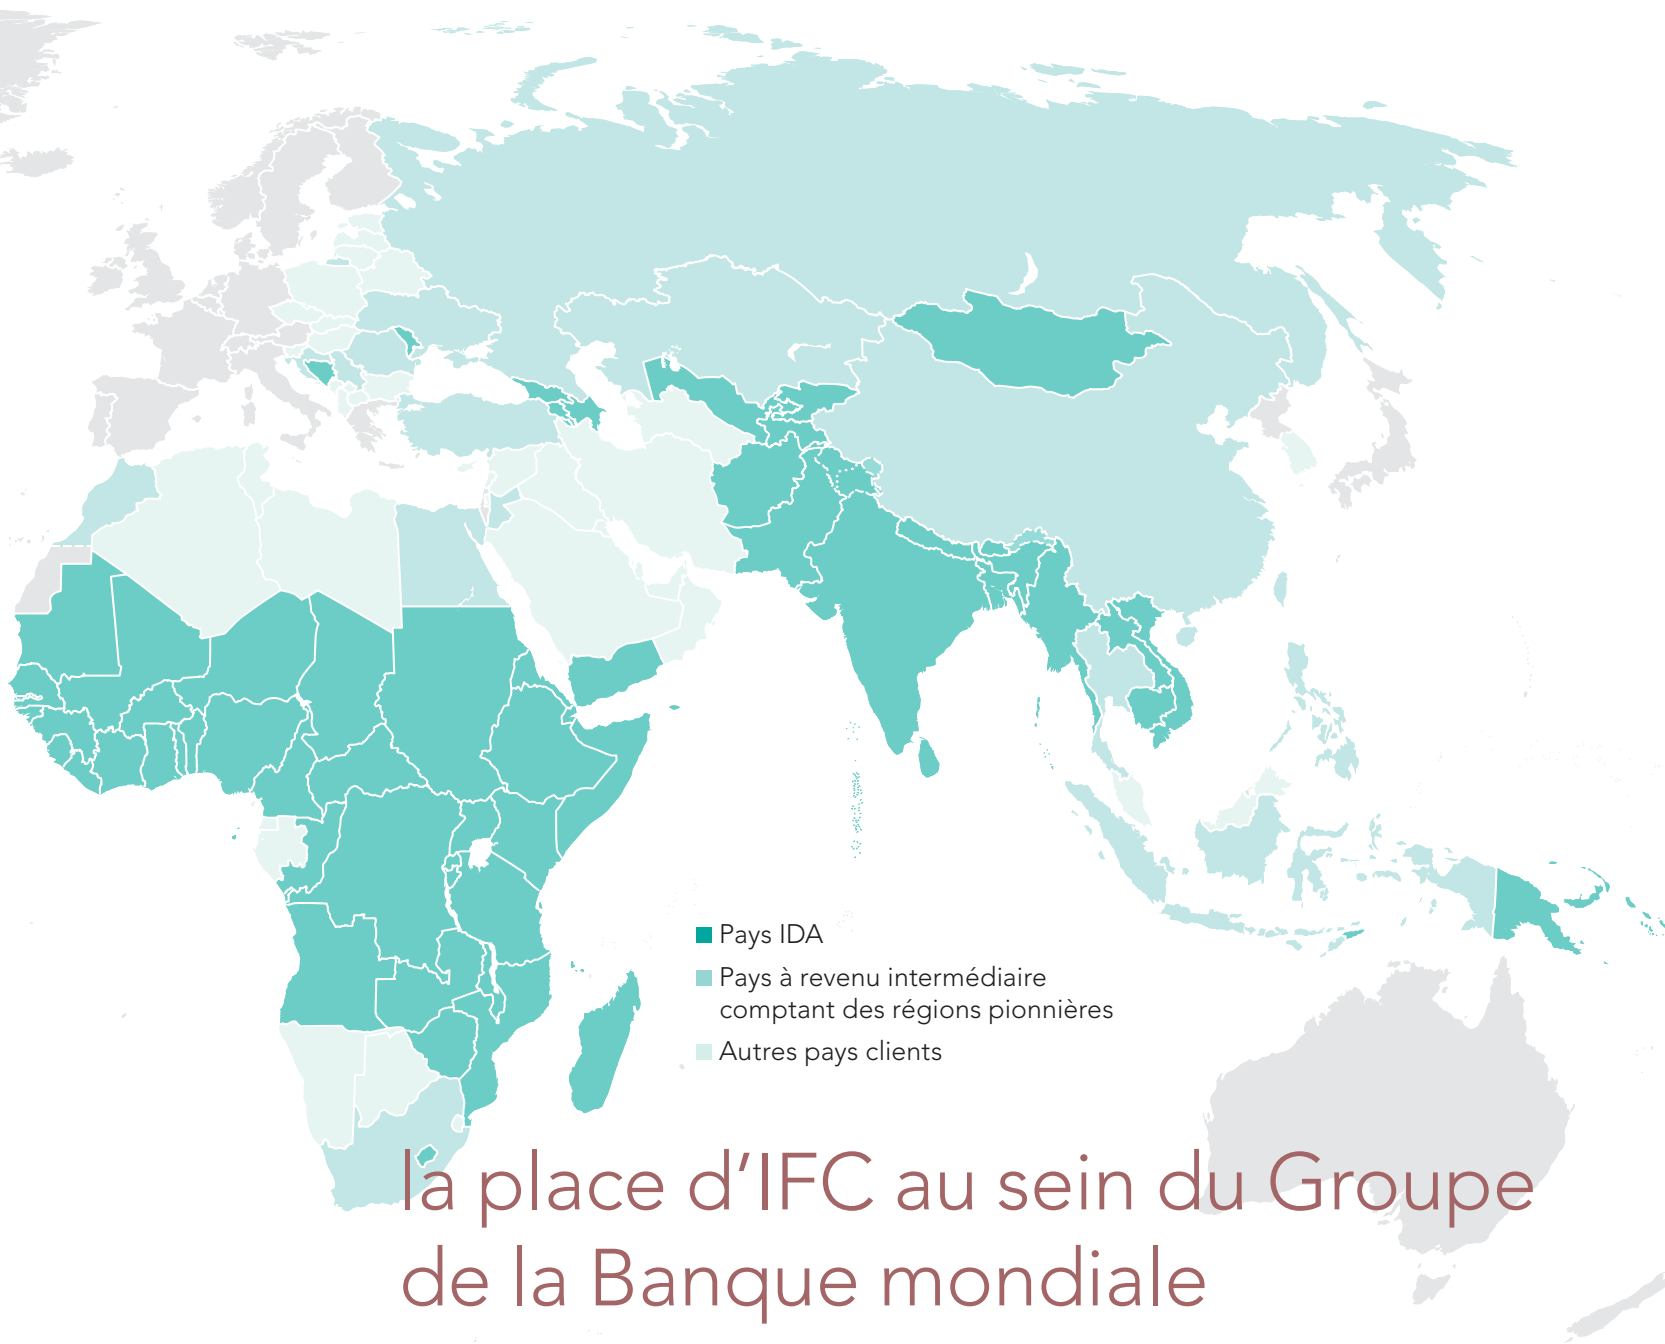 Pays IDA
Pays à revenu intermédiaire
comptant des régions pionnières
Autres pays clients
la place d'IFC au sein du Groupe
de la Banque mondiale